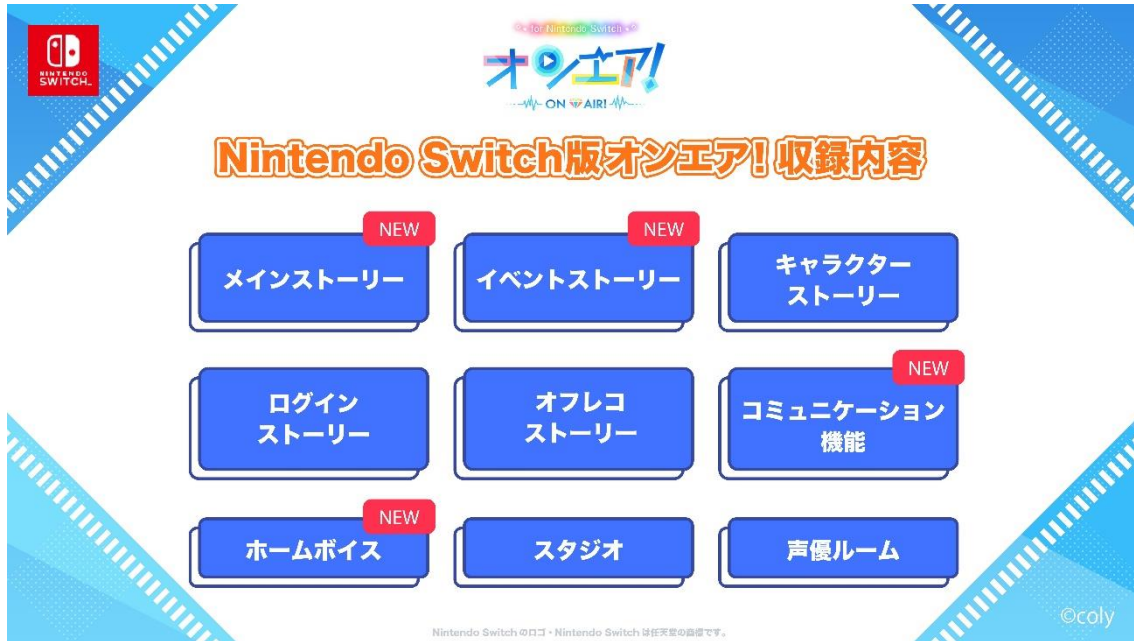 NINTENDO
SWITCH™
for Nintendo Switch
オンエア!
ON AIR!
Nintendo Switch版オンエア!収録内容
NEW
メインストーリー
NEW
イベントストーリー
キャラクター
ストーリー
ログイン
ストーリー
オフレコ
ストーリー
NEW
コミュニケーション
機能
NEW
ホームボイス
スタジオ
声優ルーム
©coly
Nintendo Switchのロゴ・Nintendo Switchは任天堂の商標です。